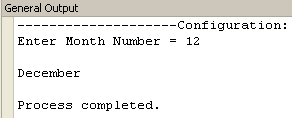 General Output
--------------------Configuration:
Enter Month Number = 12
December
Process completed.